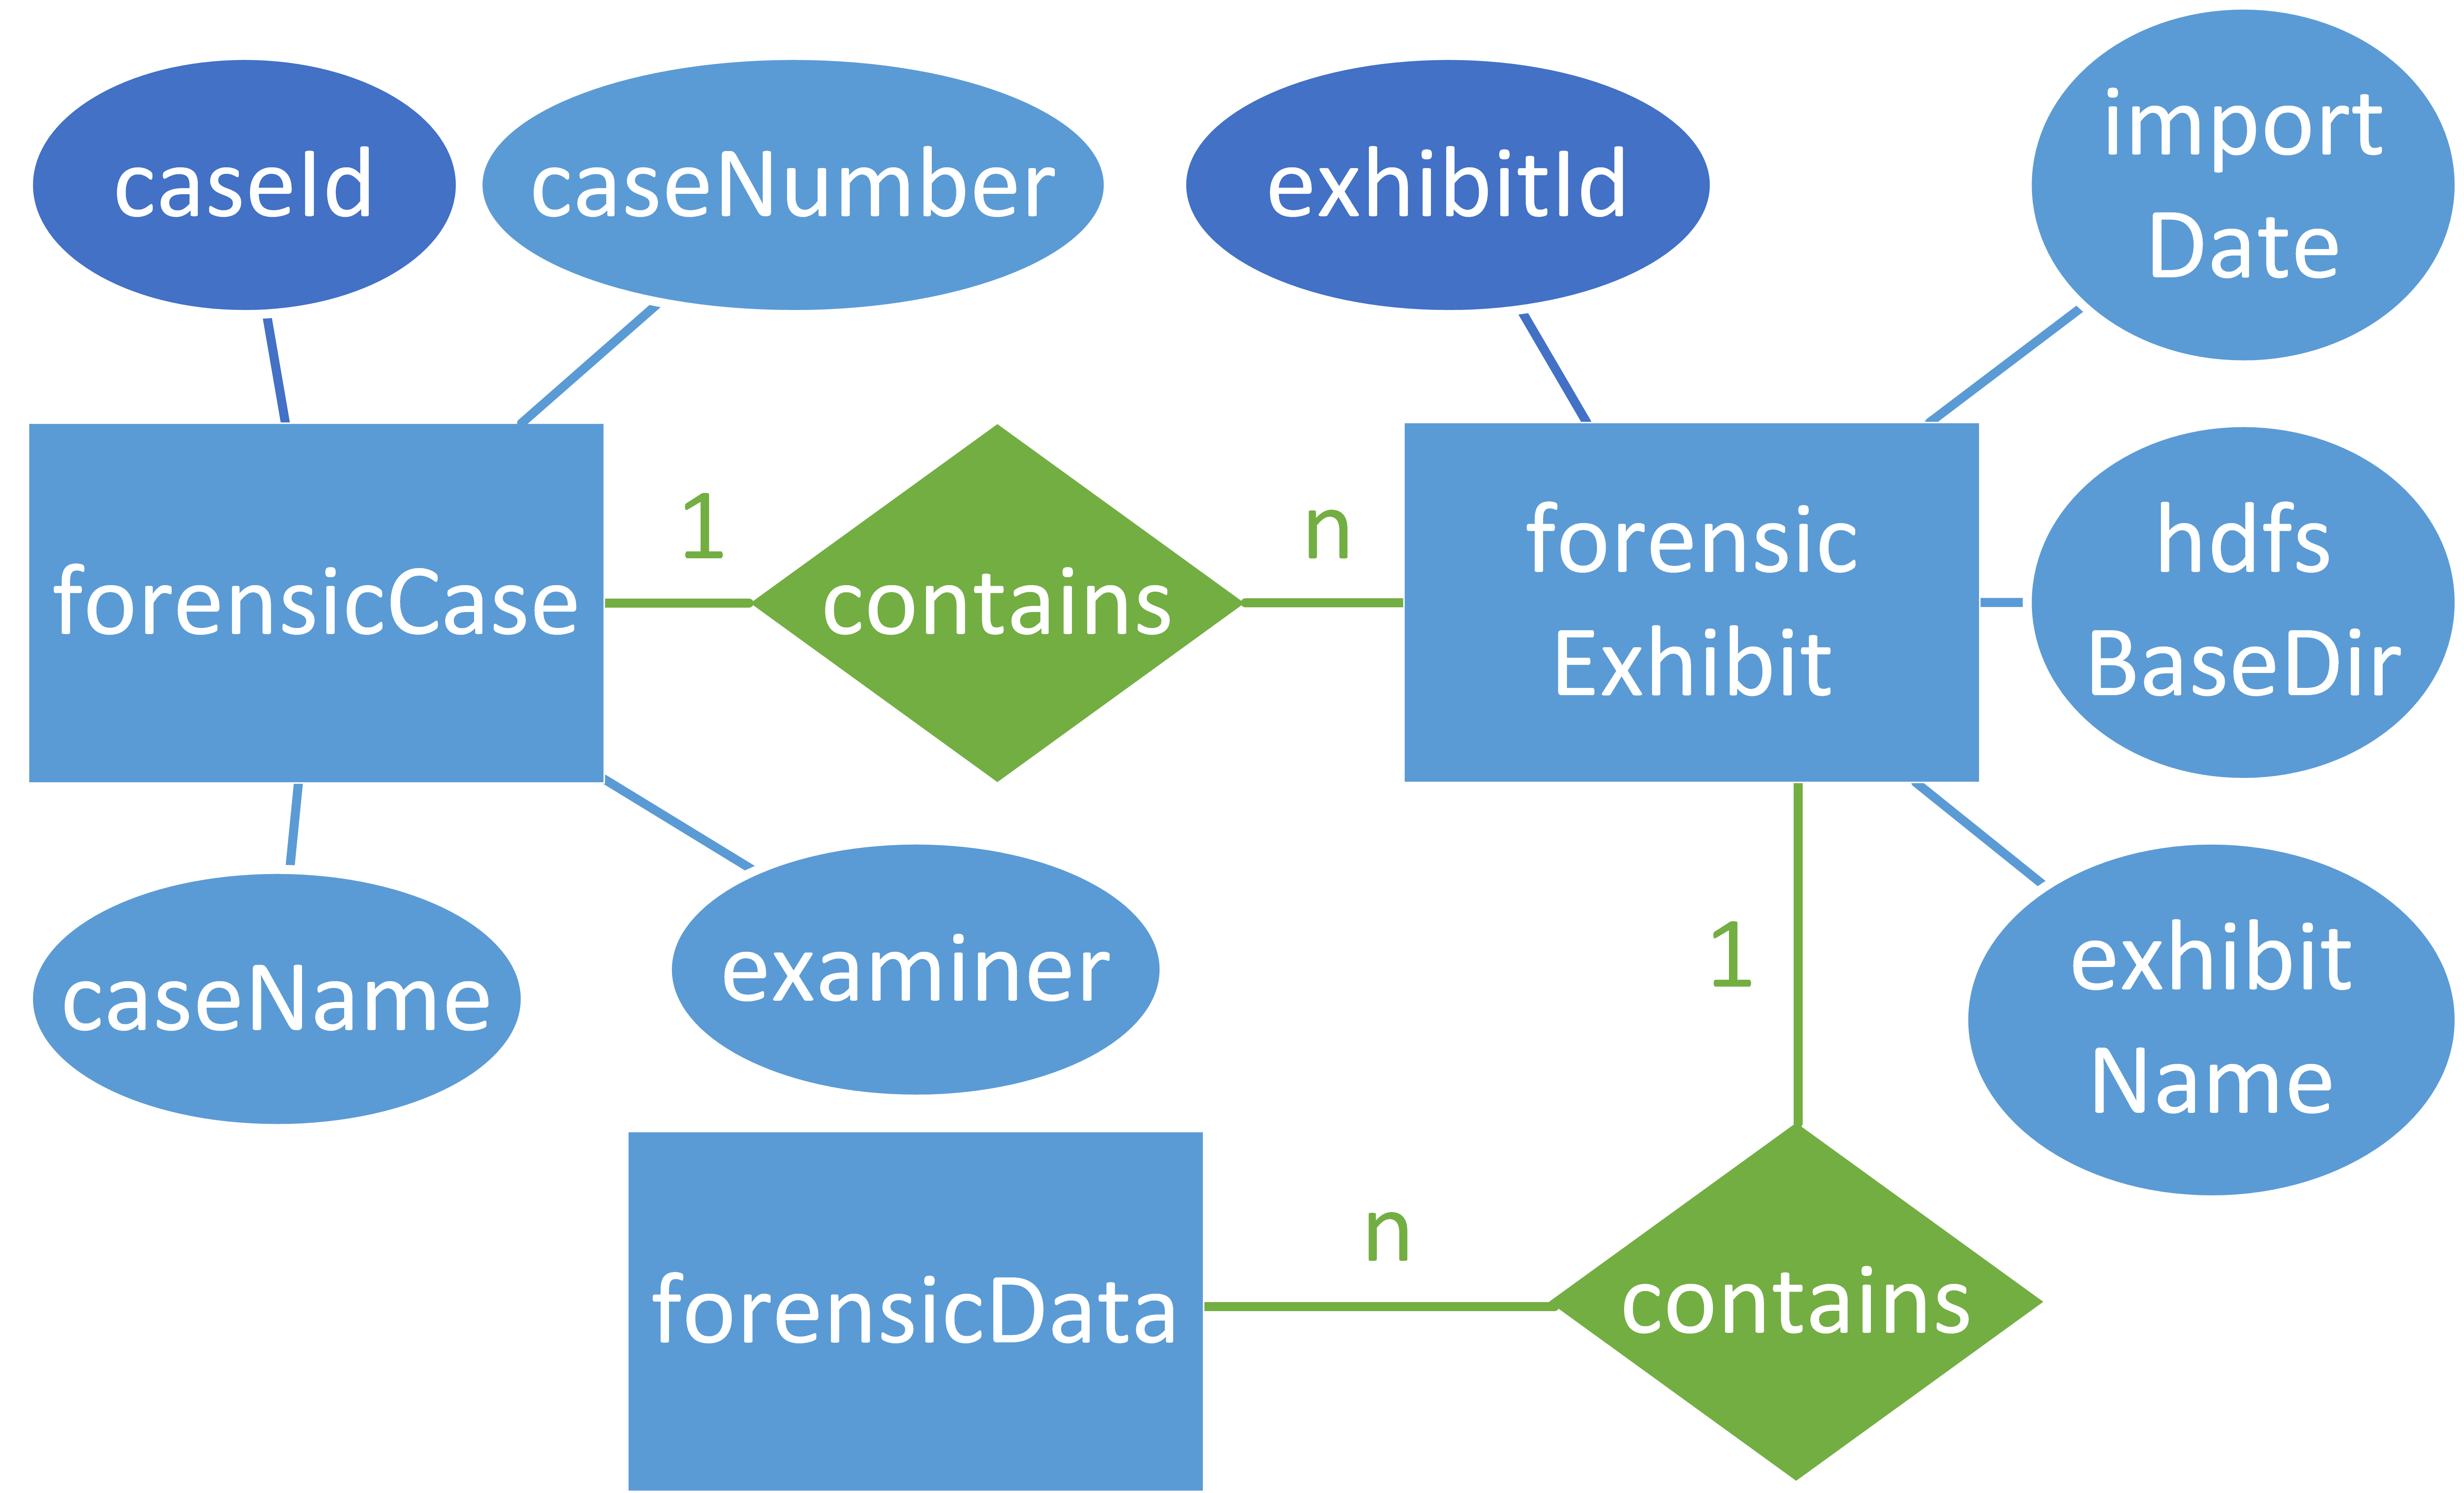 caseId
caseNumber
exhibitId
import
Date
forensicCase
1
contains
n
forensic
Exhibit
hdfs
BaseDir
caseName
examiner
1
exhibit
Name
forensicData
n
contains